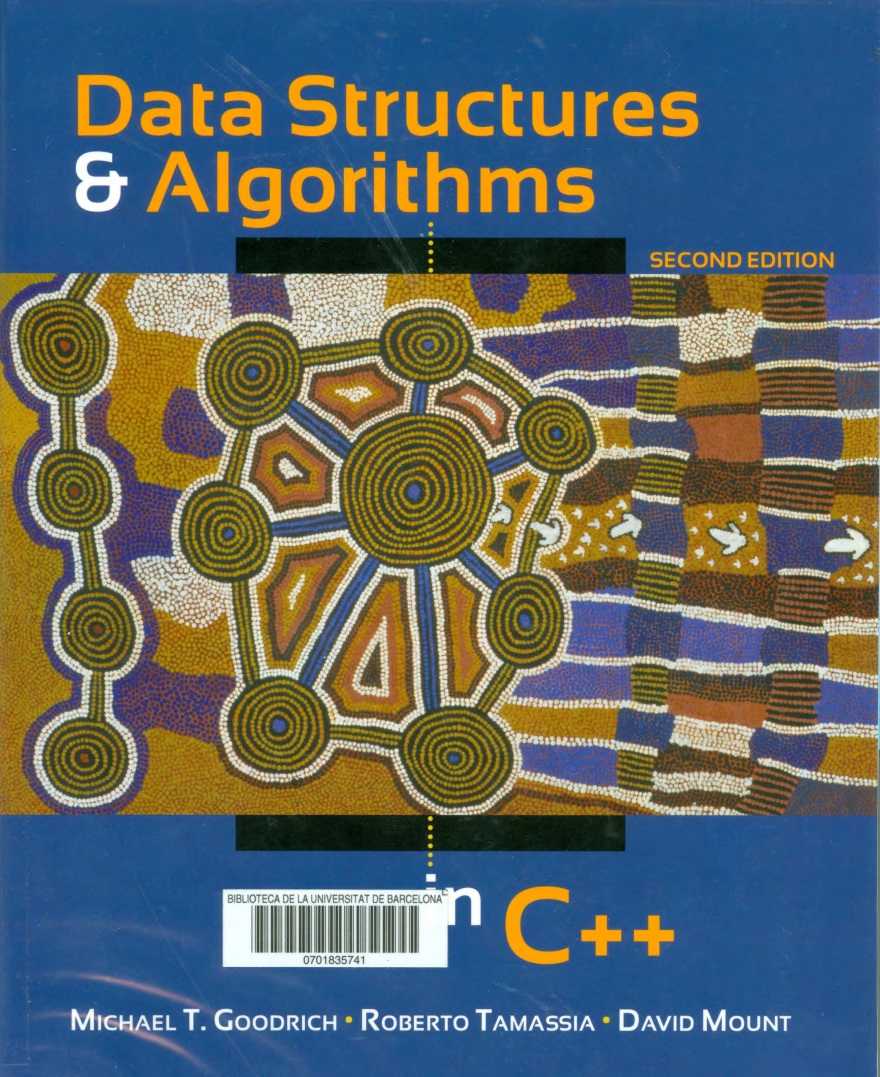 Data Structures
& Algorithms
SECOND EDITION
in C++
BIBLIOTECA DE LA UNIVERSITAT DE BARCELONA
0701835741
MICHAEL T. GOODRICH • ROBERTO TAMASSIA • DAVID MOUNT